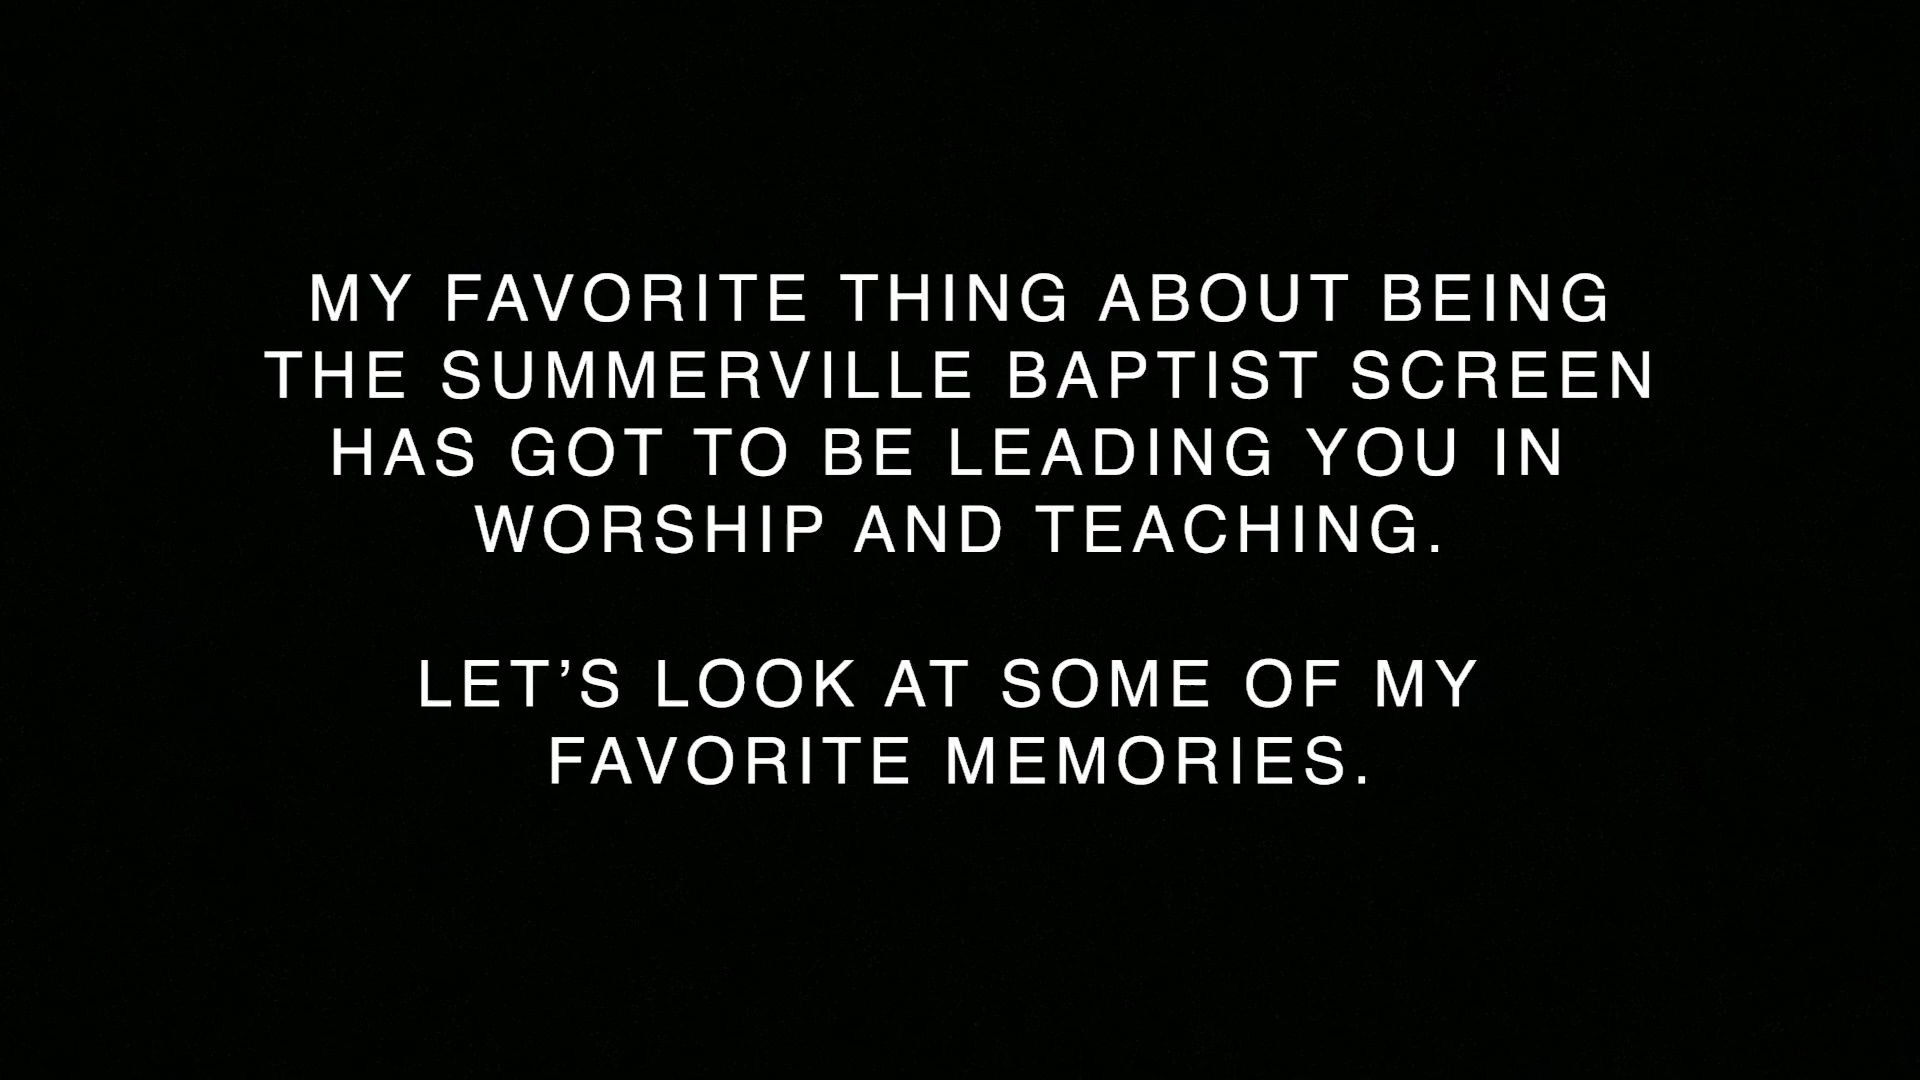 MY FAVORITE THING ABOUT BEING
THE SUMMERVILLE BAPTIST SCREEN
HAS GOT TO BE LEADING YOU IN
WORSHIP AND TEACHING.
LET’S LOOK AT SOME OF MY
FAVORITE MEMORIES.